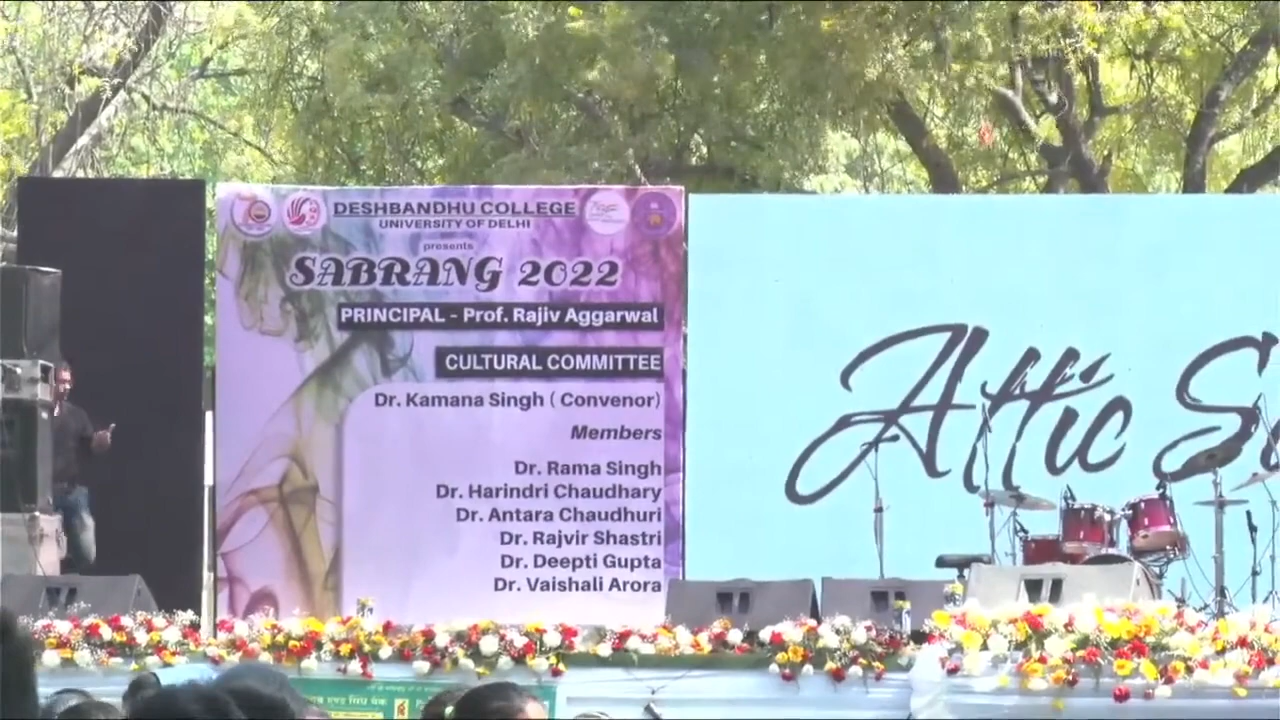 DESHBANDHU COLLEGE
UNIVERSITY OF DELHI
presents
SABRANG 2022
PRINCIPAL - Prof. Rajiv Aggarwal
CULTURAL COMMITTEE
Dr. Kamana Singh ( Convenor)
Members
Dr. Rama Singh
Dr. Harindri Chaudhary
Dr. Antara Chaudhuri
Dr. Rajvir Shastri
Dr. Deepti Gupta
Dr. Vaishali Arora
Attic
एण्ड सिंध बैंक